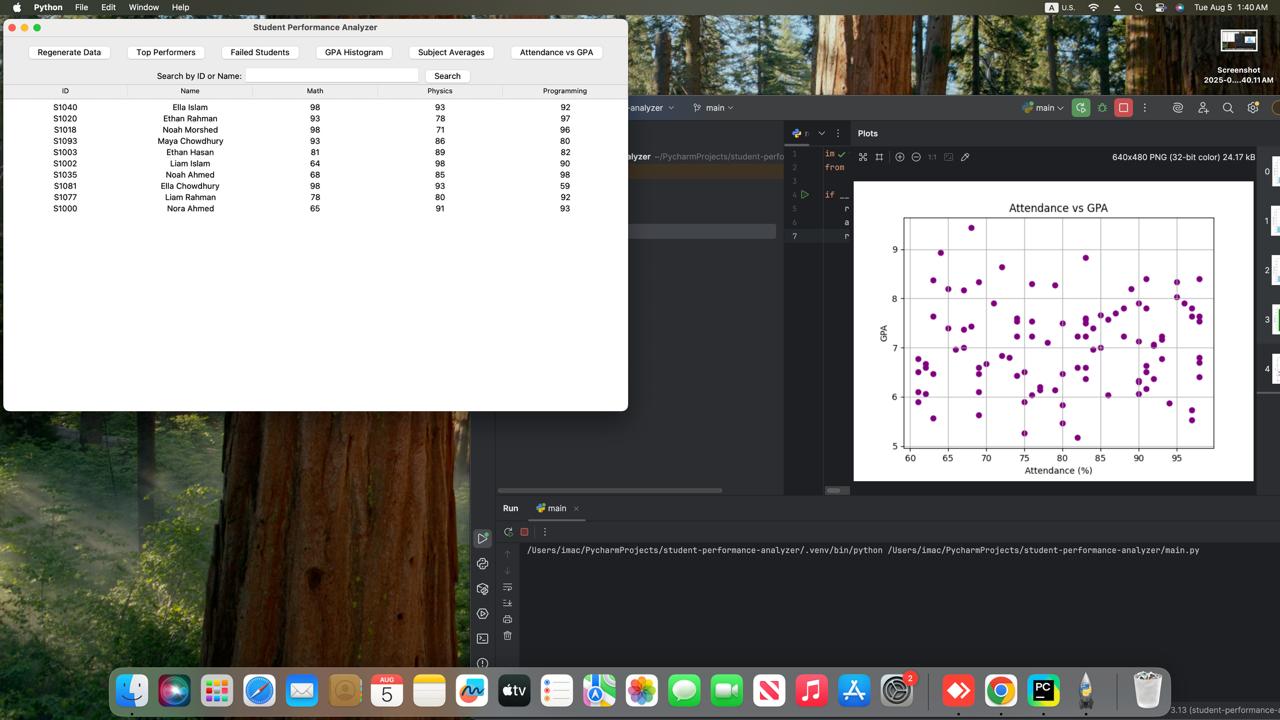 Python File Edit Window Help
A U.S. Tue Aug 5 1:40 AM
Student Performance Analyzer
Regenerate Data Top Performers Failed Students GPA Histogram Subject Averages Attendance vs GPA
Search by ID or Name: Search
ID Name Math Physics Programming
S1040 Ella Islam 98 93 92
S1020 Ethan Rahman 93 78 97
S1018 Noah Morshed 98 71 96
S1093 Maya Chowdhury 93 86 80
S1003 Ethan Hasan 81 89 82
S1002 Liam Islam 64 98 90
S1035 Noah Ahmed 68 85 98
S1081 Ella Chowdhury 98 93 59
S1077 Liam Rahman 78 80 92
S1000 Nora Ahmed 65 91 93
Screenshot
2025-0....40.11 AM
-analyzer main main
Plots
alyzer ~/PycharmProjects/student-perfo
1 im
2 from
3
4 if __
5 r
6 a
7 r
1:1 640x480 PNG (32-bit color) 24.17 kB
0
1
2
3
4
Attendance vs GPA
GPA
9
8
7
6
5
60 65 70 75 80 85 90 95
Attendance (%)
Run main
/Users/imac/PycharmProjects/student-performance-analyzer/.venv/bin/python /Users/imac/PycharmProjects/student-performance-analyzer/main.py
AUG
5
tv
2
PC
3.13 (student-performance-a